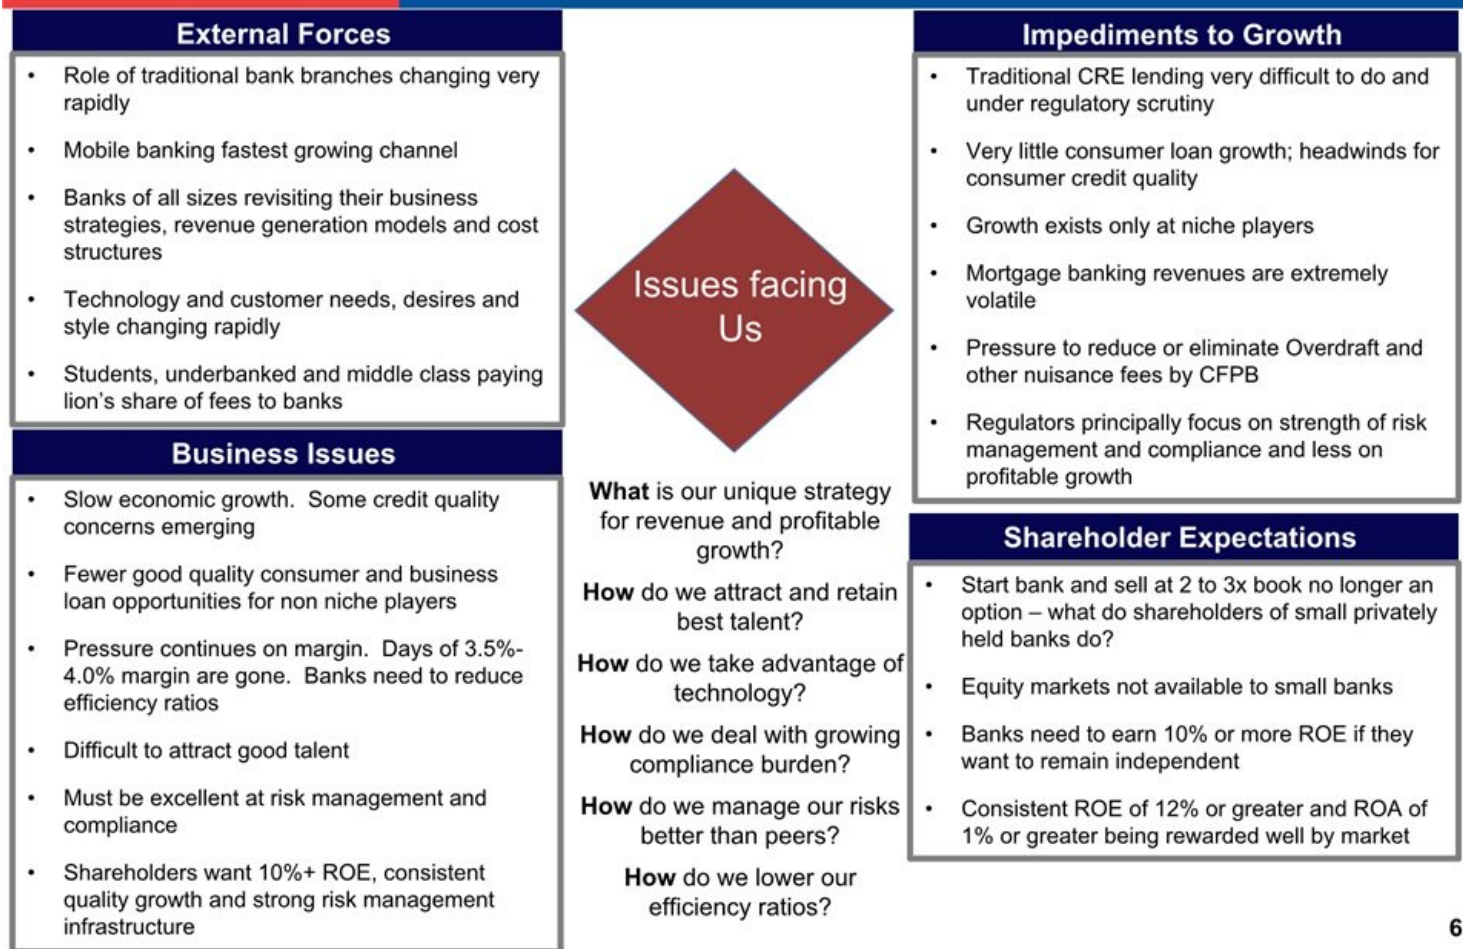 External Forces
• Role of traditional bank branches changing very
rapidly
• Mobile banking fastest growing channel
• Banks of all sizes revisiting their business
strategies, revenue generation models and cost
structures
• Technology and customer needs, desires and
style changing rapidly
• Students, underbanked and middle class paying
lion's share of fees to banks
Business Issues
• Slow economic growth. Some credit quality
concerns emerging
• Fewer good quality consumer and business
loan opportunities for non niche players
• Pressure continues on margin. Days of 3.5%-
4.0% margin are gone. Banks need to reduce
efficiency ratios
• Difficult to attract good talent
• Must be excellent at risk management and
compliance
• Shareholders want 10%+ ROE, consistent
quality growth and strong risk management
infrastructure
Issues facing
Us
What is our unique strategy
for revenue and profitable
growth?
How do we attract and retain
best talent?
How do we take advantage of
technology?
How do we deal with growing
compliance burden?
How do we manage our risks
better than peers?
How do we lower our
efficiency ratios?
Impediments to Growth
• Traditional CRE lending very difficult to do and
under regulatory scrutiny
• Very little consumer loan growth; headwinds for
consumer credit quality
• Growth exists only at niche players
• Mortgage banking revenues are extremely
volatile
• Pressure to reduce or eliminate Overdraft and
other nuisance fees by CFPB
• Regulators principally focus on strength of risk
management and compliance and less on
profitable growth
Shareholder Expectations
• Start bank and sell at 2 to 3x book no longer an
option – what do shareholders of small privately
held banks do?
• Equity markets not available to small banks
• Banks need to earn 10% or more ROE if they
want to remain independent
• Consistent ROE of 12% or greater and ROA of
1% or greater being rewarded well by market
6